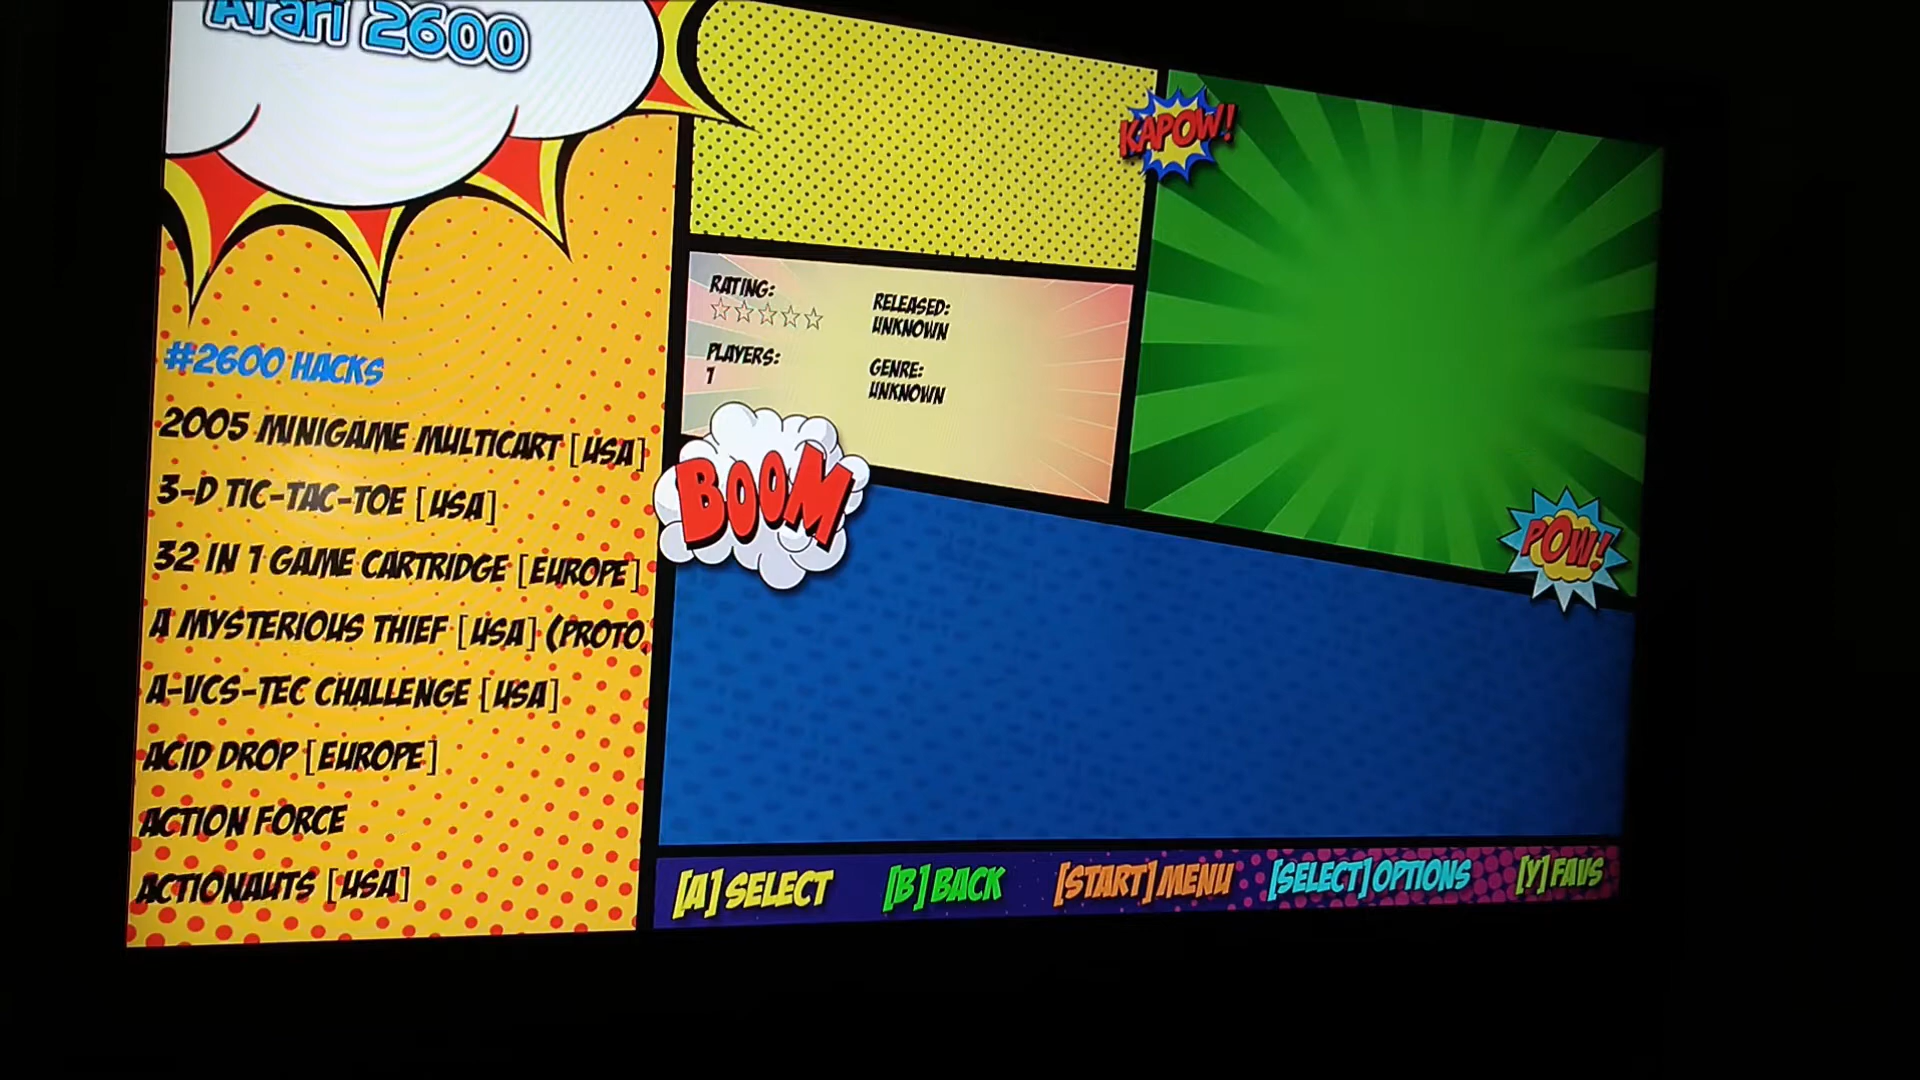 Atari 2600
#2600 HACKS
2005 MINIGAME MULTICART [USA]
3-D TIC-TAC-TOE [USA]
32 IN 1 GAME CARTRIDGE [EUROPE]
A MYSTERIOUS THIEF [USA] (PROTO
A-VCS-TEC CHALLENGE [USA]
ACID DROP [EUROPE]
ACTION FORCE
ACTIONAUTS [USA]
KAPOW!
RATING:
RELEASED:
UNKNOWN
PLAYERS:
1
GENRE:
UNKNOWN
BOOM
POW!
[A] SELECT [B] BACK [START] MENU [SELECT] OPTIONS [Y] FAVS